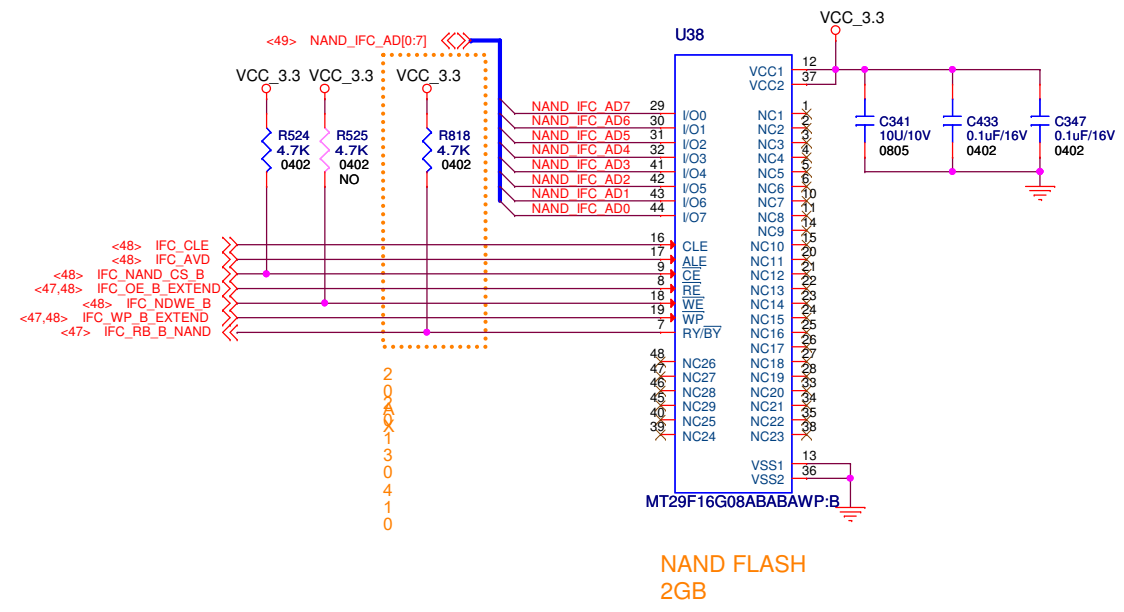 VCC_3.3
U38
<49> NAND_IFC_AD[0:7]
VCC_3.3 VCC_3.3 VCC_3.3
R524
4.7K
0402
R525
4.7K
0402
NO
R818
4.7K
0402
NAND_IFC_AD7 29 I/O0
NAND_IFC_AD6 30 I/O1
NAND_IFC_AD5 31 I/O2
NAND_IFC_AD4 32 I/O3
NAND_IFC_AD3 41 I/O4
NAND_IFC_AD2 42 I/O5
NAND_IFC_AD1 43 I/O6
NAND_IFC_AD0 44 I/O7
<48> IFC_CLE 16 CLE
<48> IFC_AVD 17 ALE
<48> IFC_NAND_CS_B 9 CE
<47,48> IFC_OE_B_EXTEND 8 RE
<48> IFC_NDWE_B 18 WE
<47,48> IFC_WP_B_EXTEND 19 WP
<47> IFC_RB_B_NAND 7 RY/BY
48 NC26
47 NC27
46 NC28
45 NC29
40 NC25
39 NC24
VCC1 12
VCC2 37
NC1 1
NC2 2
NC3 3
NC4 4
NC5 5
NC6 6
NC7 10
NC8 11
NC9 14
NC10 15
NC11 20
NC12 21
NC13 22
NC14 23
NC15 24
NC16 25
NC17 26
NC18 27
NC19 28
NC20 33
NC21 34
NC22 35
NC23 38
VSS1 13
VSS2 36
C341
10U/10V
0805
C433
0.1uF/16V
0402
C347
0.1uF/16V
0402
MT29F16G08ABABAWP:B
NAND FLASH
2GB